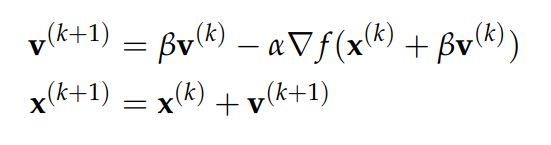 𝐯^(k+1) = β𝐯^(k) − α∇f(𝐱^(k) + β𝐯^(k))
𝐱^(k+1) = 𝐱^(k) + 𝐯^(k+1)